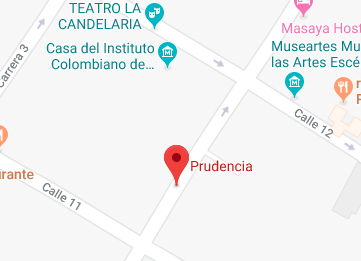 TEATRO LA
CANDELARIA
Masaya Host
Casa del Instituto
Colombiano de...
Museartes Mu
las Artes Escé
Carrera 3
Calle 12
Prudencia
Calle 11
irante